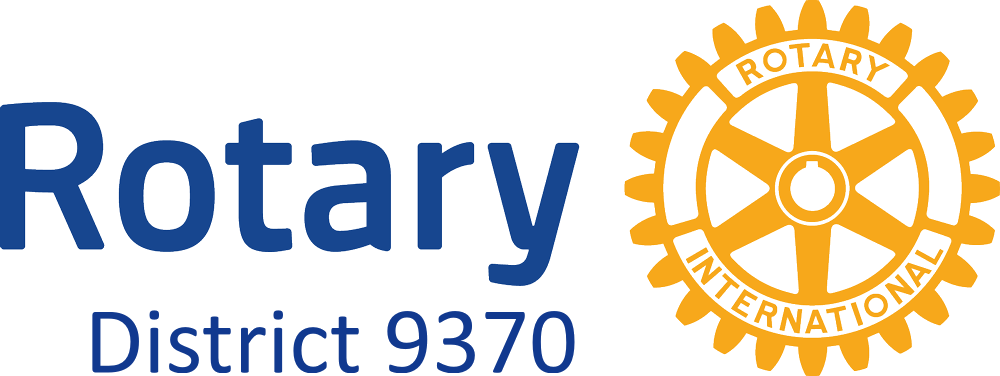 Rotary
District 9370
ROTARY
INTERNATIONAL